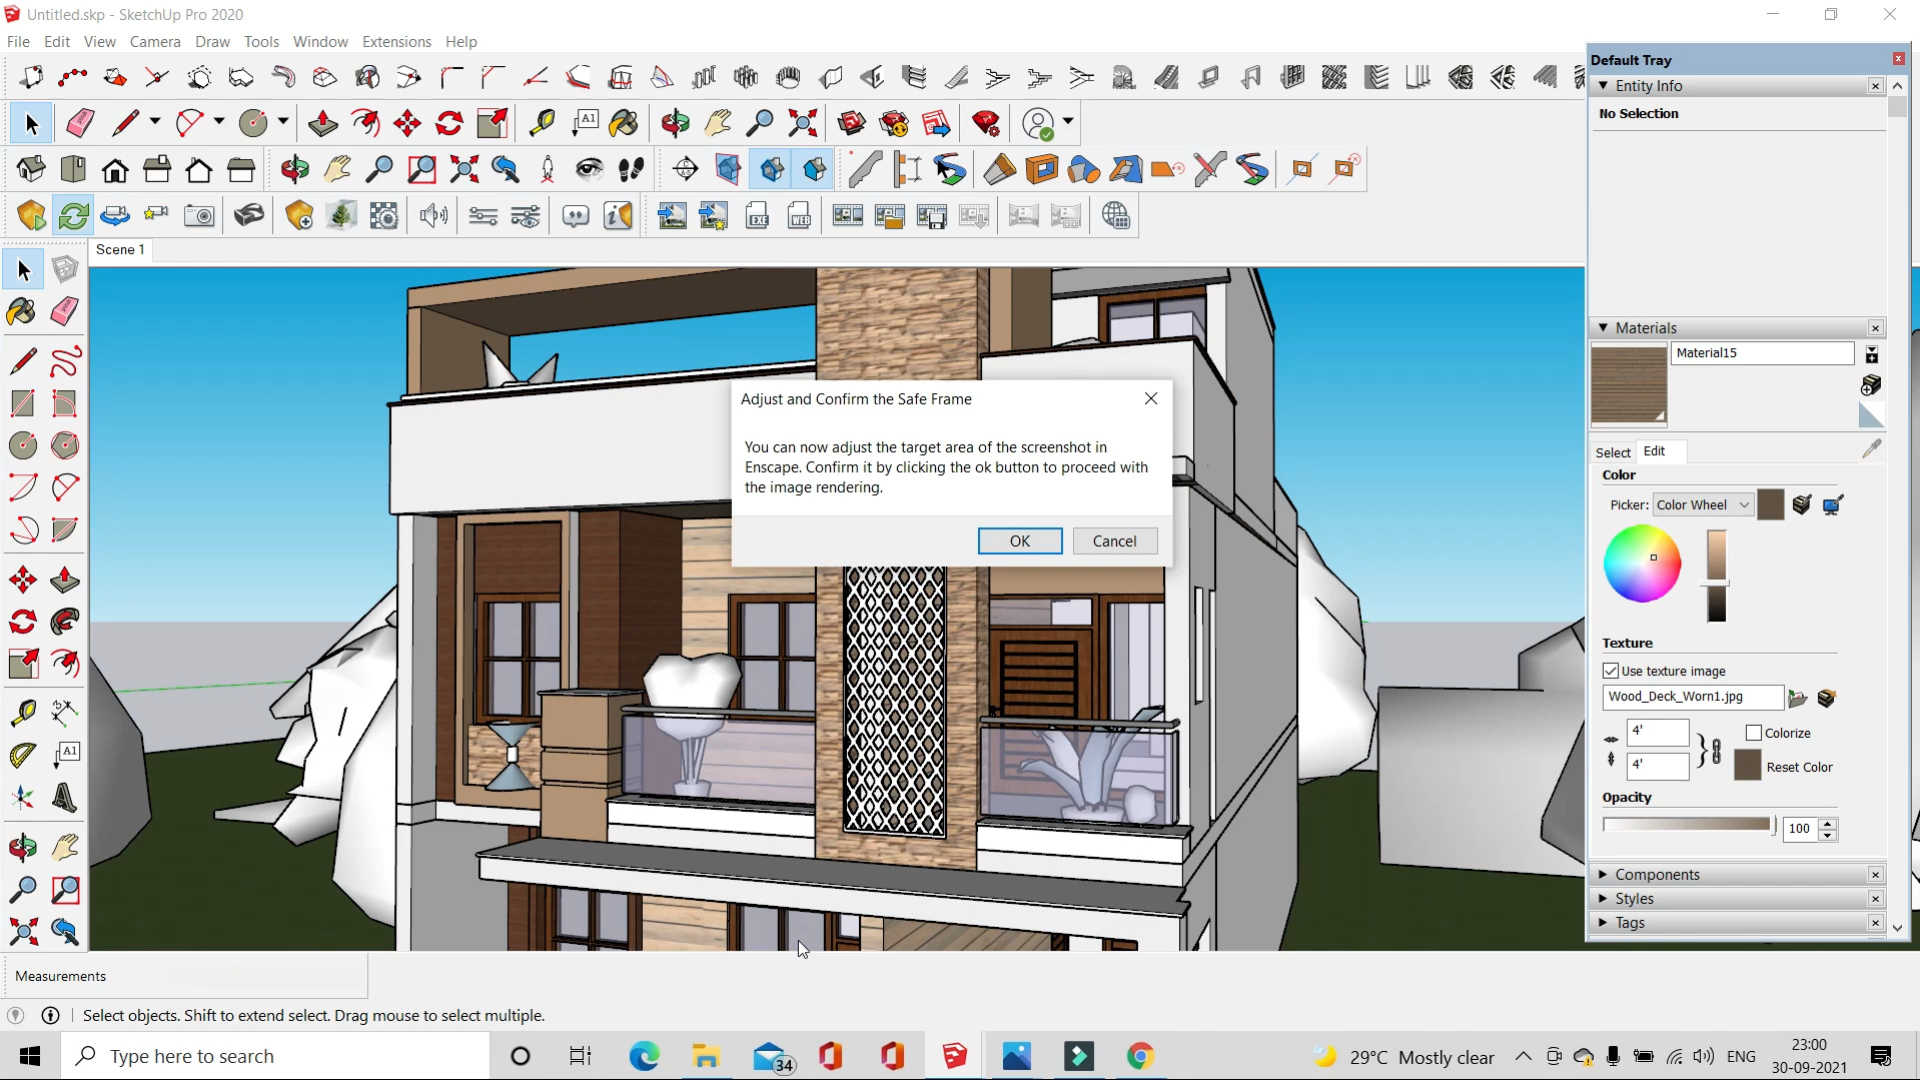 Untitled.skp - SketchUp Pro 2020
File Edit View Camera Draw Tools Window Extensions Help
Default Tray
Entity Info
No Selection
Scene 1
Materials
Material15
Adjust and Confirm the Safe Frame
You can now adjust the target area of the screenshot in
Enscape. Confirm it by clicking the ok button to proceed with
the image rendering.
OK Cancel
Select Edit
Color
Picker: Color Wheel
Texture
Use texture image
Wood_Deck_Worn1.jpg
4'
Colorize
4'
Reset Color
Opacity
100
Components
Styles
Tags
Measurements
Select objects. Shift to extend select. Drag mouse to select multiple.
Type here to search
34
29°C Mostly clear
ENG
23:00
30-09-2021